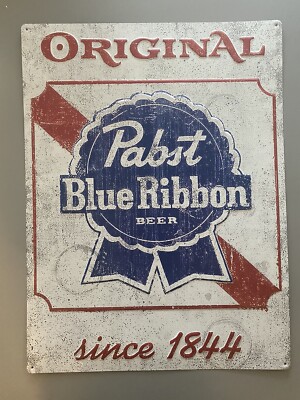 ORIGINAL
Pabst
Blue Ribbon
BEER
since 1844